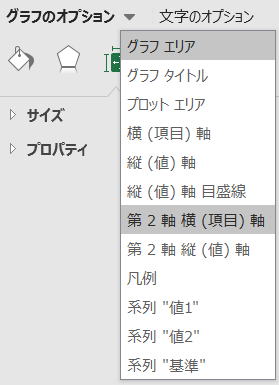 グラフのオプション 文字のオプション
グラフ エリア
グラフ タイトル
サイズ
プロット エリア
プロパティ
横 (項目) 軸
縦 (値) 軸
縦 (値) 軸 目盛線
第 2 軸 横 (項目) 軸
第 2 軸 縦 (値) 軸
凡例
系列 "値1"
系列 "値2"
系列 "基準"